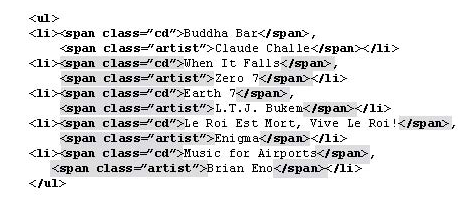 <ul>
<li><span class="cd">Buddha Bar</span>,
<span class="artist">Claude Challe</span></li>
<li><span class="cd">When It Falls</span>,
<span class="artist">Zero 7</span></li>
<li><span class="cd">Earth 7</span>,
<span class="artist">L.T.J. Bukem</span></li>
<li><span class="cd">Le Roi Est Mort, Vive Le Roi!</span>,
<span class="artist">Enigma</span></li>
<li><span class="cd">Music for Airports</span>,
<span class="artist">Brian Eno</span></li>
</ul>